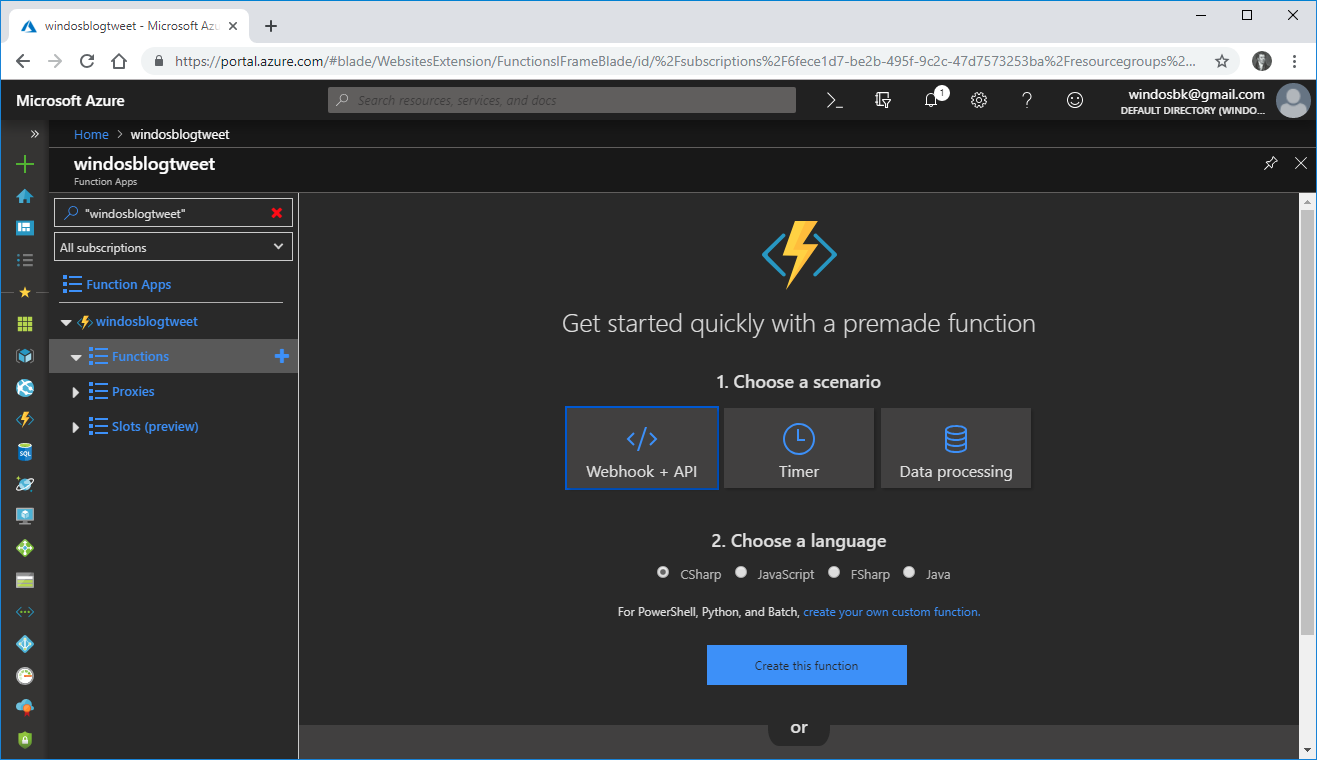 windosblogtweet - Microsoft Azu
https://portal.azure.com/#blade/WebsitesExtension/FunctionsIFrameBlade/id/%2Fsubscriptions%2F6fece1d7-be2b-495f-9c2c-47d7573253ba%2Fresourcegroups%2...
Microsoft Azure
Search resources, services, and docs
1
windosbk@gmail.com
DEFAULT DIRECTORY (WINDO...
Home > windosblogtweet
windosblogtweet
Function Apps
"windosblogtweet"
All subscriptions
Function Apps
windosblogtweet
Functions
Proxies
Slots (preview)
SQL
Get started quickly with a premade function
1. Choose a scenario
Webhook + API
Timer
Data processing
2. Choose a language
CSharp JavaScript FSharp Java
For PowerShell, Python, and Batch, create your own custom function.
Create this function
or